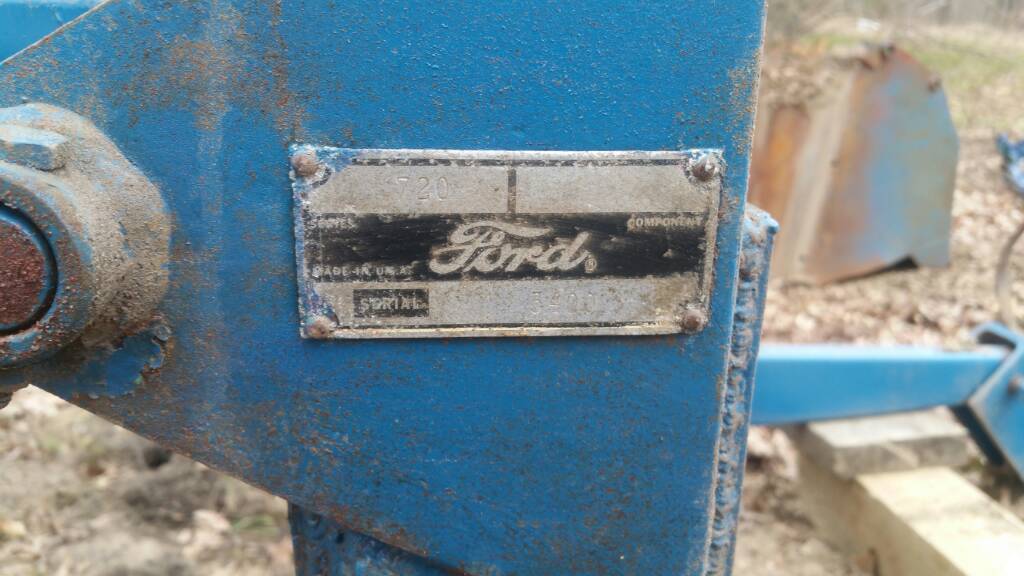 720
SERIES COMPONENT
Ford®
MADE IN U.S.A.
SERIAL